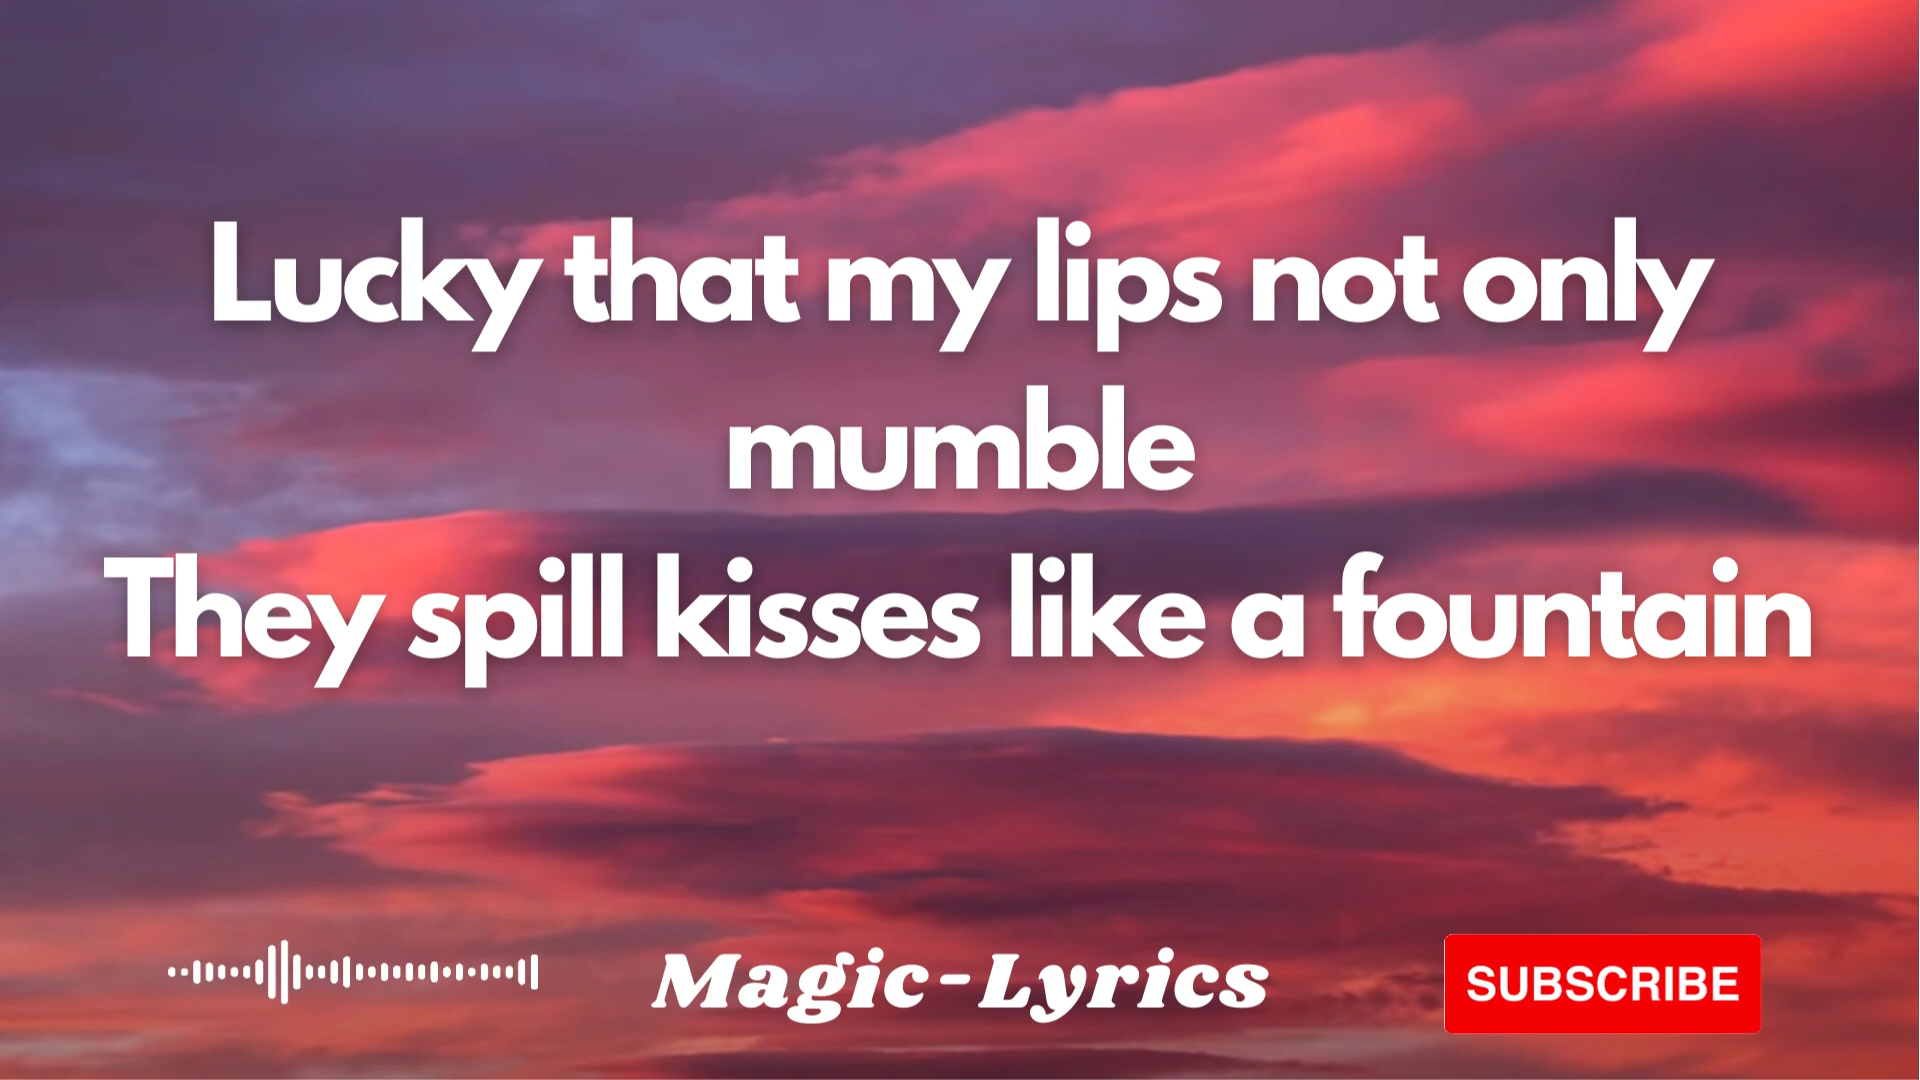 Lucky that my lips not only
mumble
They spill kisses like a fountain
Magic-Lyrics
SUBSCRIBE